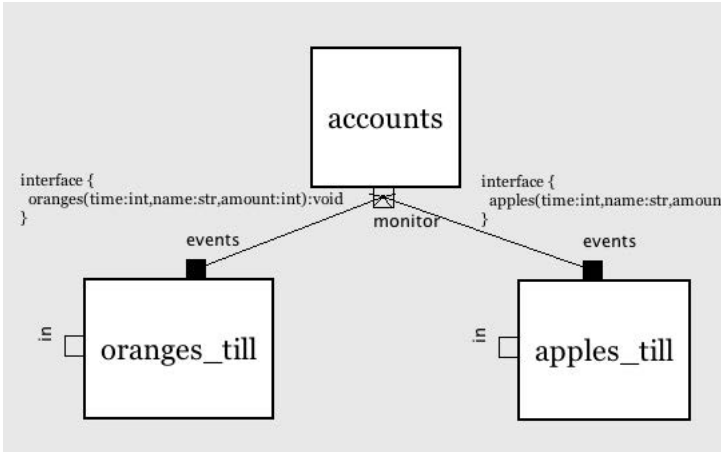 accounts
interface {
oranges(time:int,name:str,amount:int):void
}
interface {
apples(time:int,name:str,amoun
}
monitor
events
events
in
oranges_till
in
apples_till